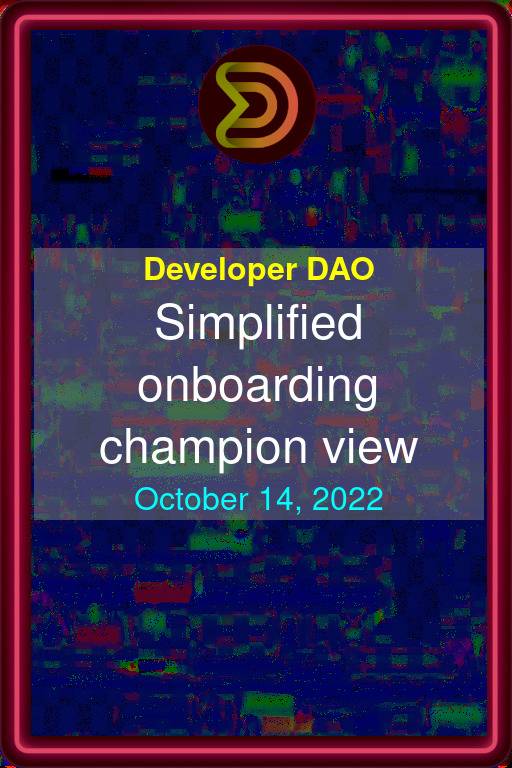 Developer DAO
Simplified
onboarding
champion view
October 14, 2022